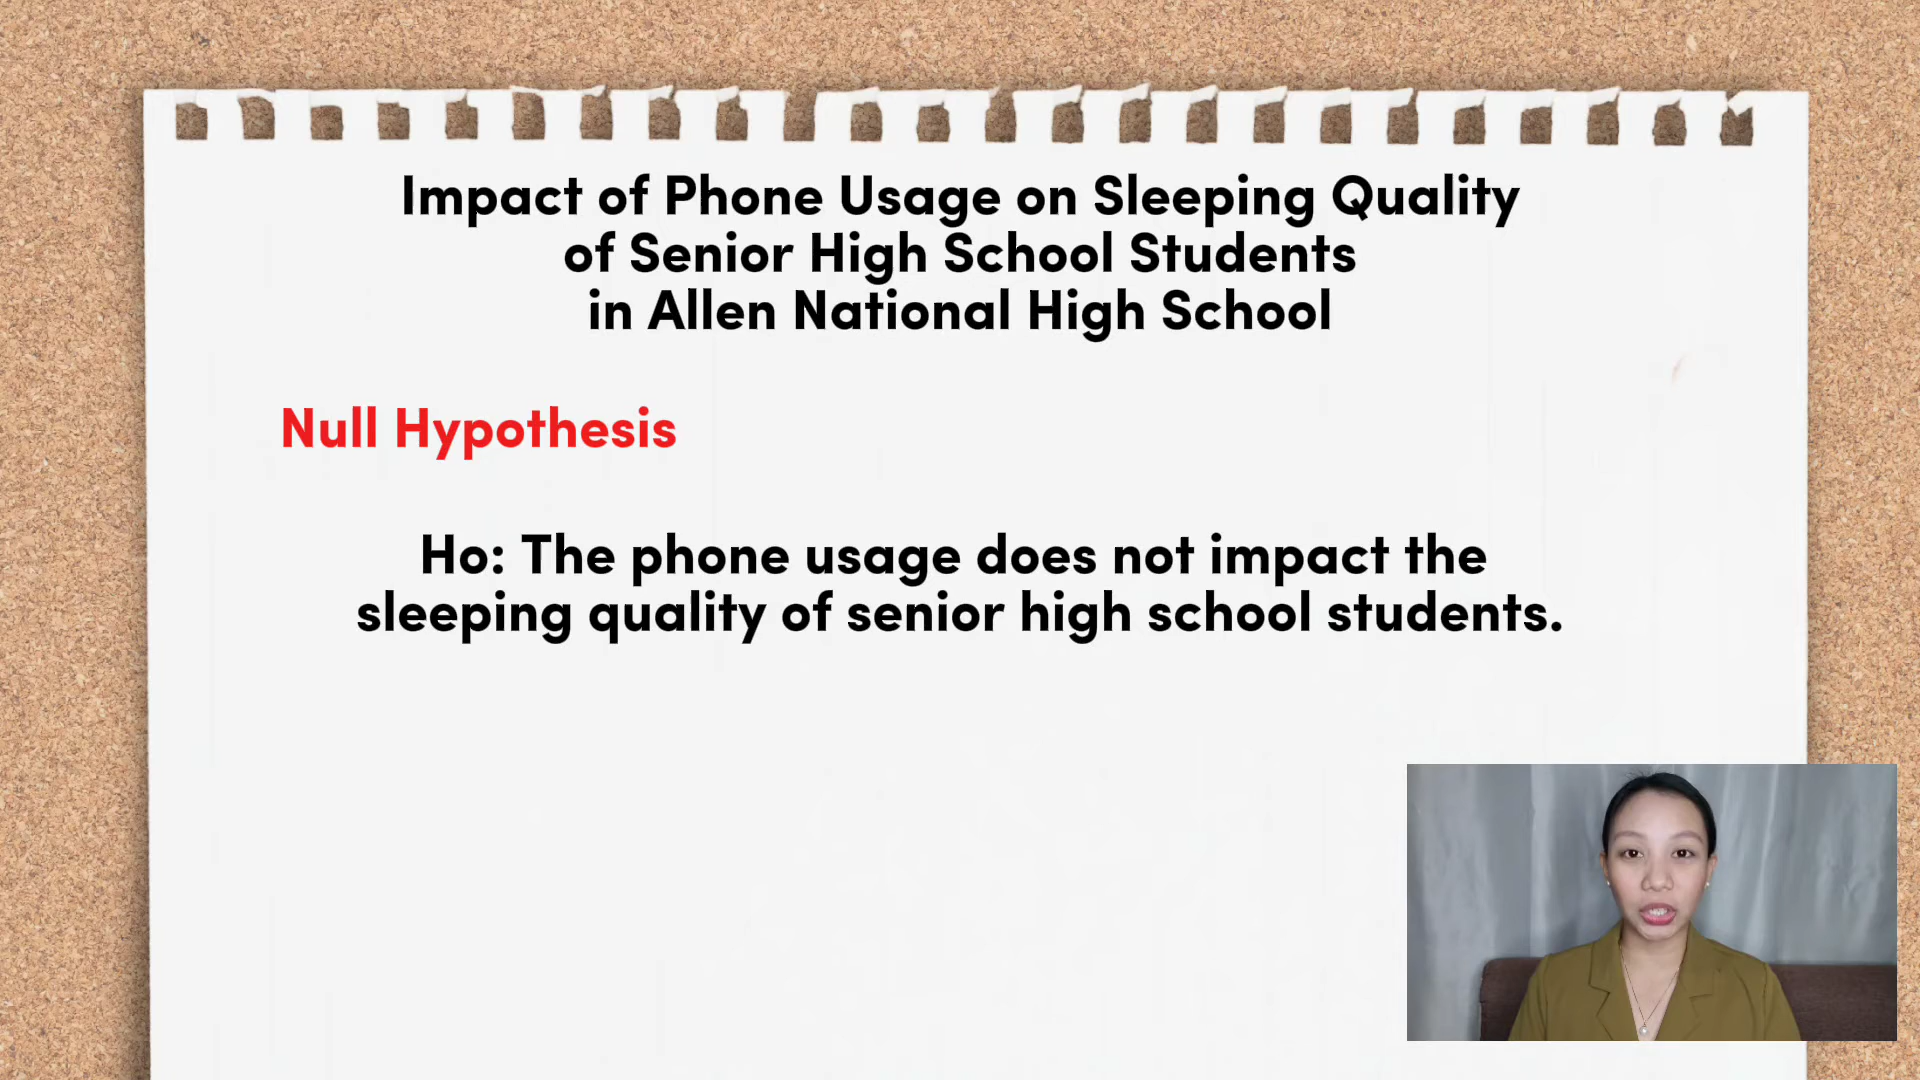 Impact of Phone Usage on Sleeping Quality
of Senior High School Students
in Allen National High School
Null Hypothesis
Ho: The phone usage does not impact the
sleeping quality of senior high school students.